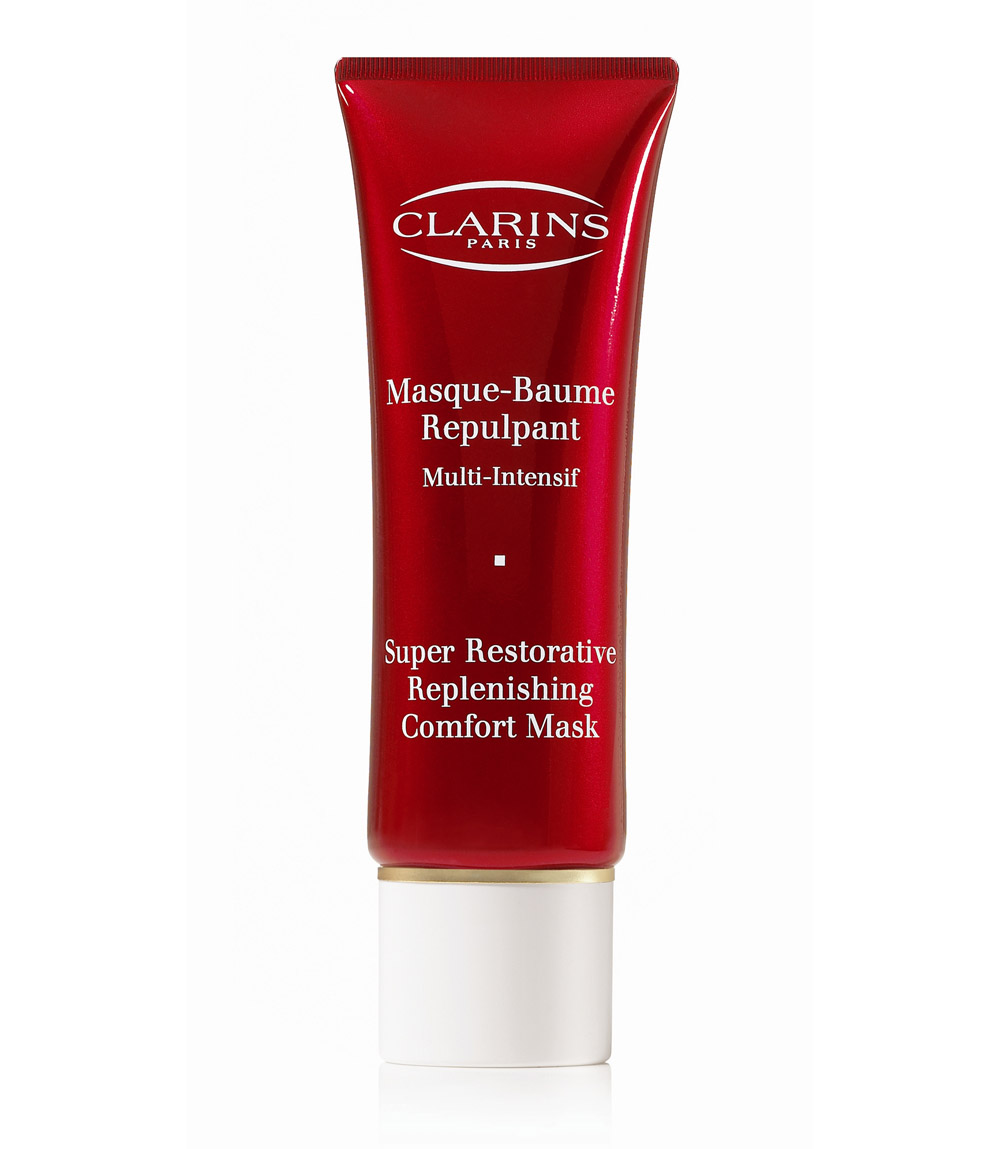 CLARINS
PARIS
Masque-Baume
Repulpant
Multi-Intensif
Super Restorative
Replenishing
Comfort Mask